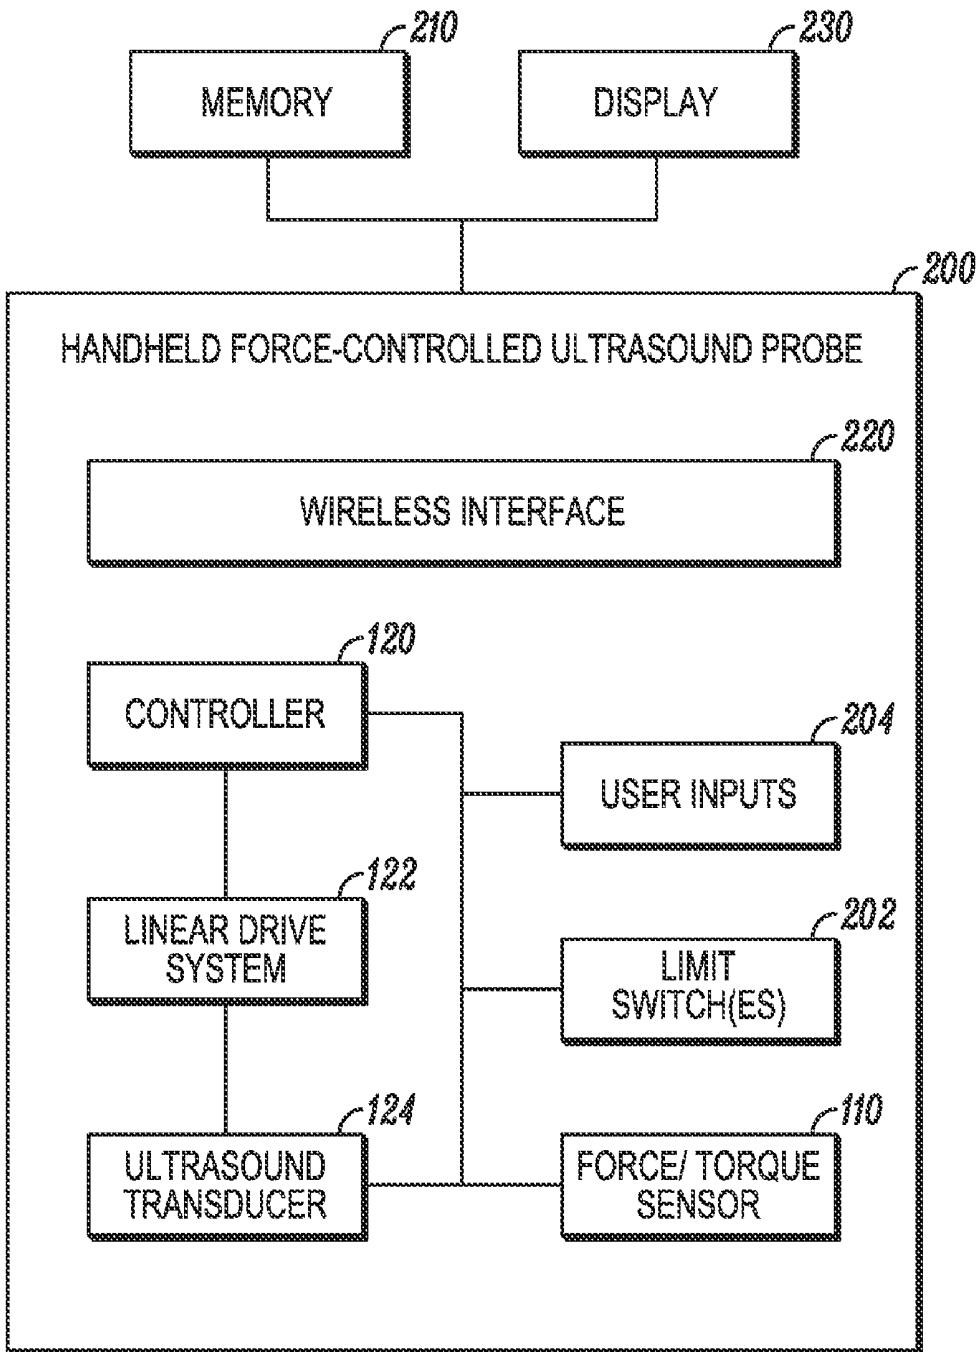 210
MEMORY
230
DISPLAY
200
HANDHELD FORCE-CONTROLLED ULTRASOUND PROBE
220
WIRELESS INTERFACE
120
CONTROLLER
204
USER INPUTS
122
LINEAR DRIVE
SYSTEM
202
LIMIT
SWITCH(ES)
124
ULTRASOUND
TRANSDUCER
110
FORCE/ TORQUE
SENSOR